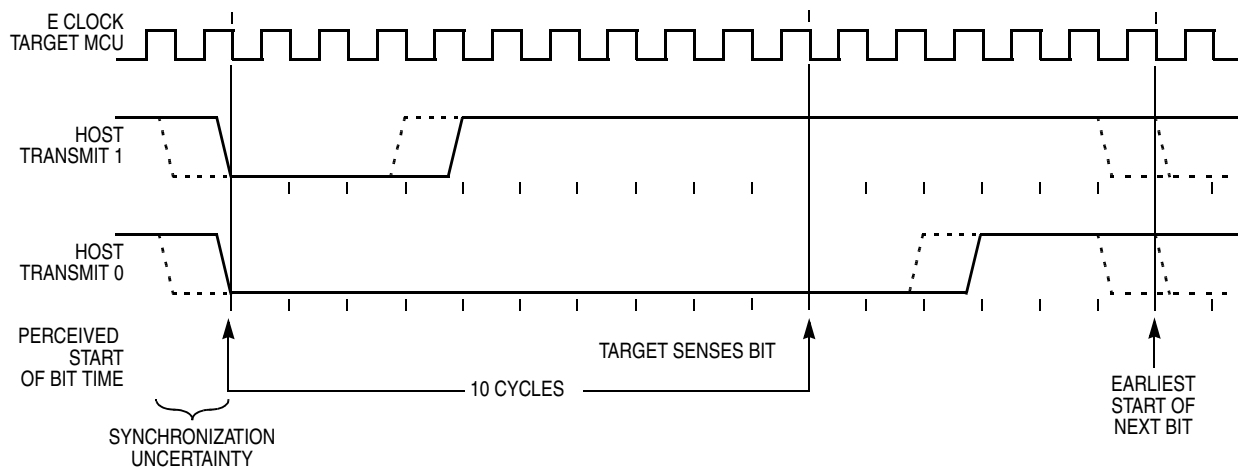 E CLOCK
TARGET MCU
HOST
TRANSMIT 1
HOST
TRANSMIT 0
PERCEIVED
START
OF BIT TIME
TARGET SENSES BIT
10 CYCLES
EARLIEST
START OF
NEXT BIT
SYNCHRONIZATION
UNCERTAINTY